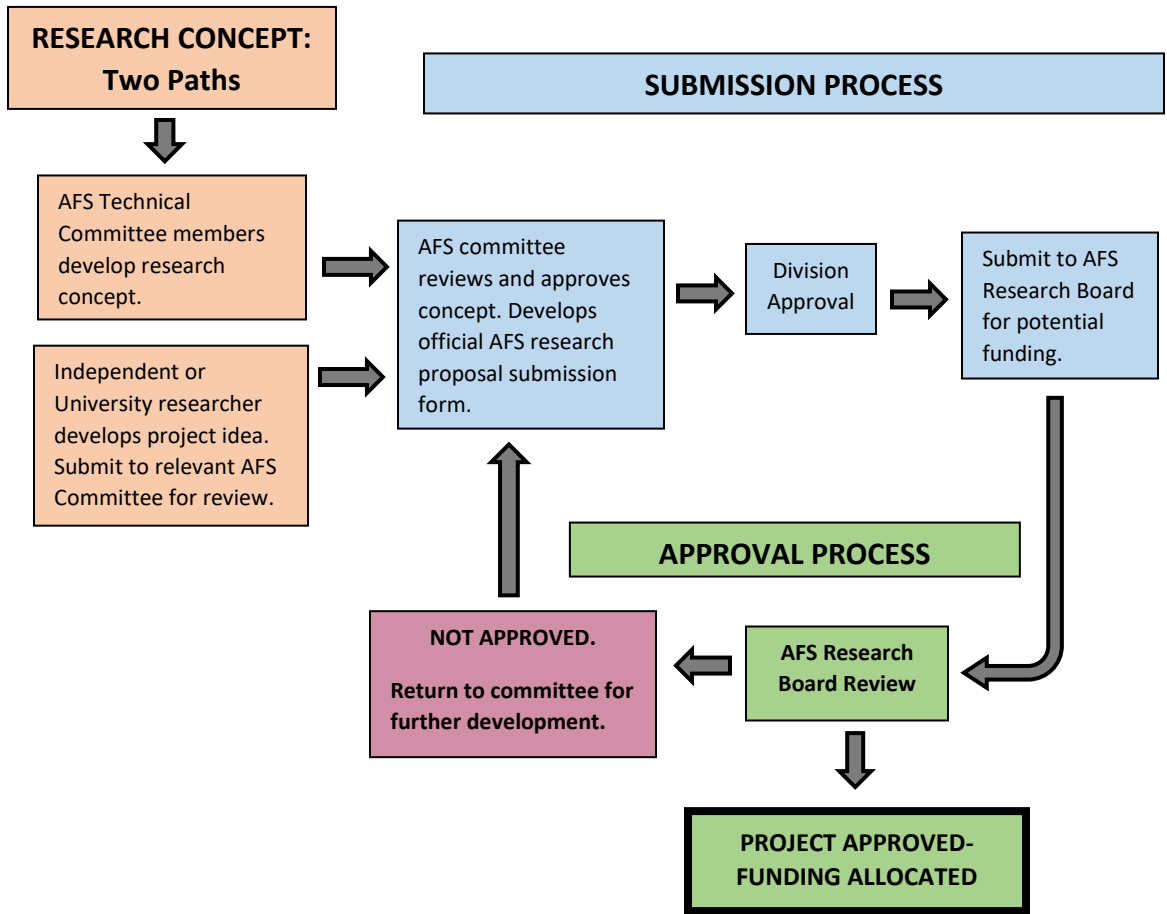 RESEARCH CONCEPT:
Two Paths
SUBMISSION PROCESS
AFS Technical
Committee members
develop research
concept.
Independent or
University researcher
develops project idea.
Submit to relevant AFS
Committee for review.
AFS committee
reviews and approves
concept. Develops
official AFS research
proposal submission
form.
Division
Approval
Submit to AFS
Research Board
for potential
funding.
APPROVAL PROCESS
NOT APPROVED.
Return to committee for
further development.
AFS Research
Board Review
PROJECT APPROVED-
FUNDING ALLOCATED